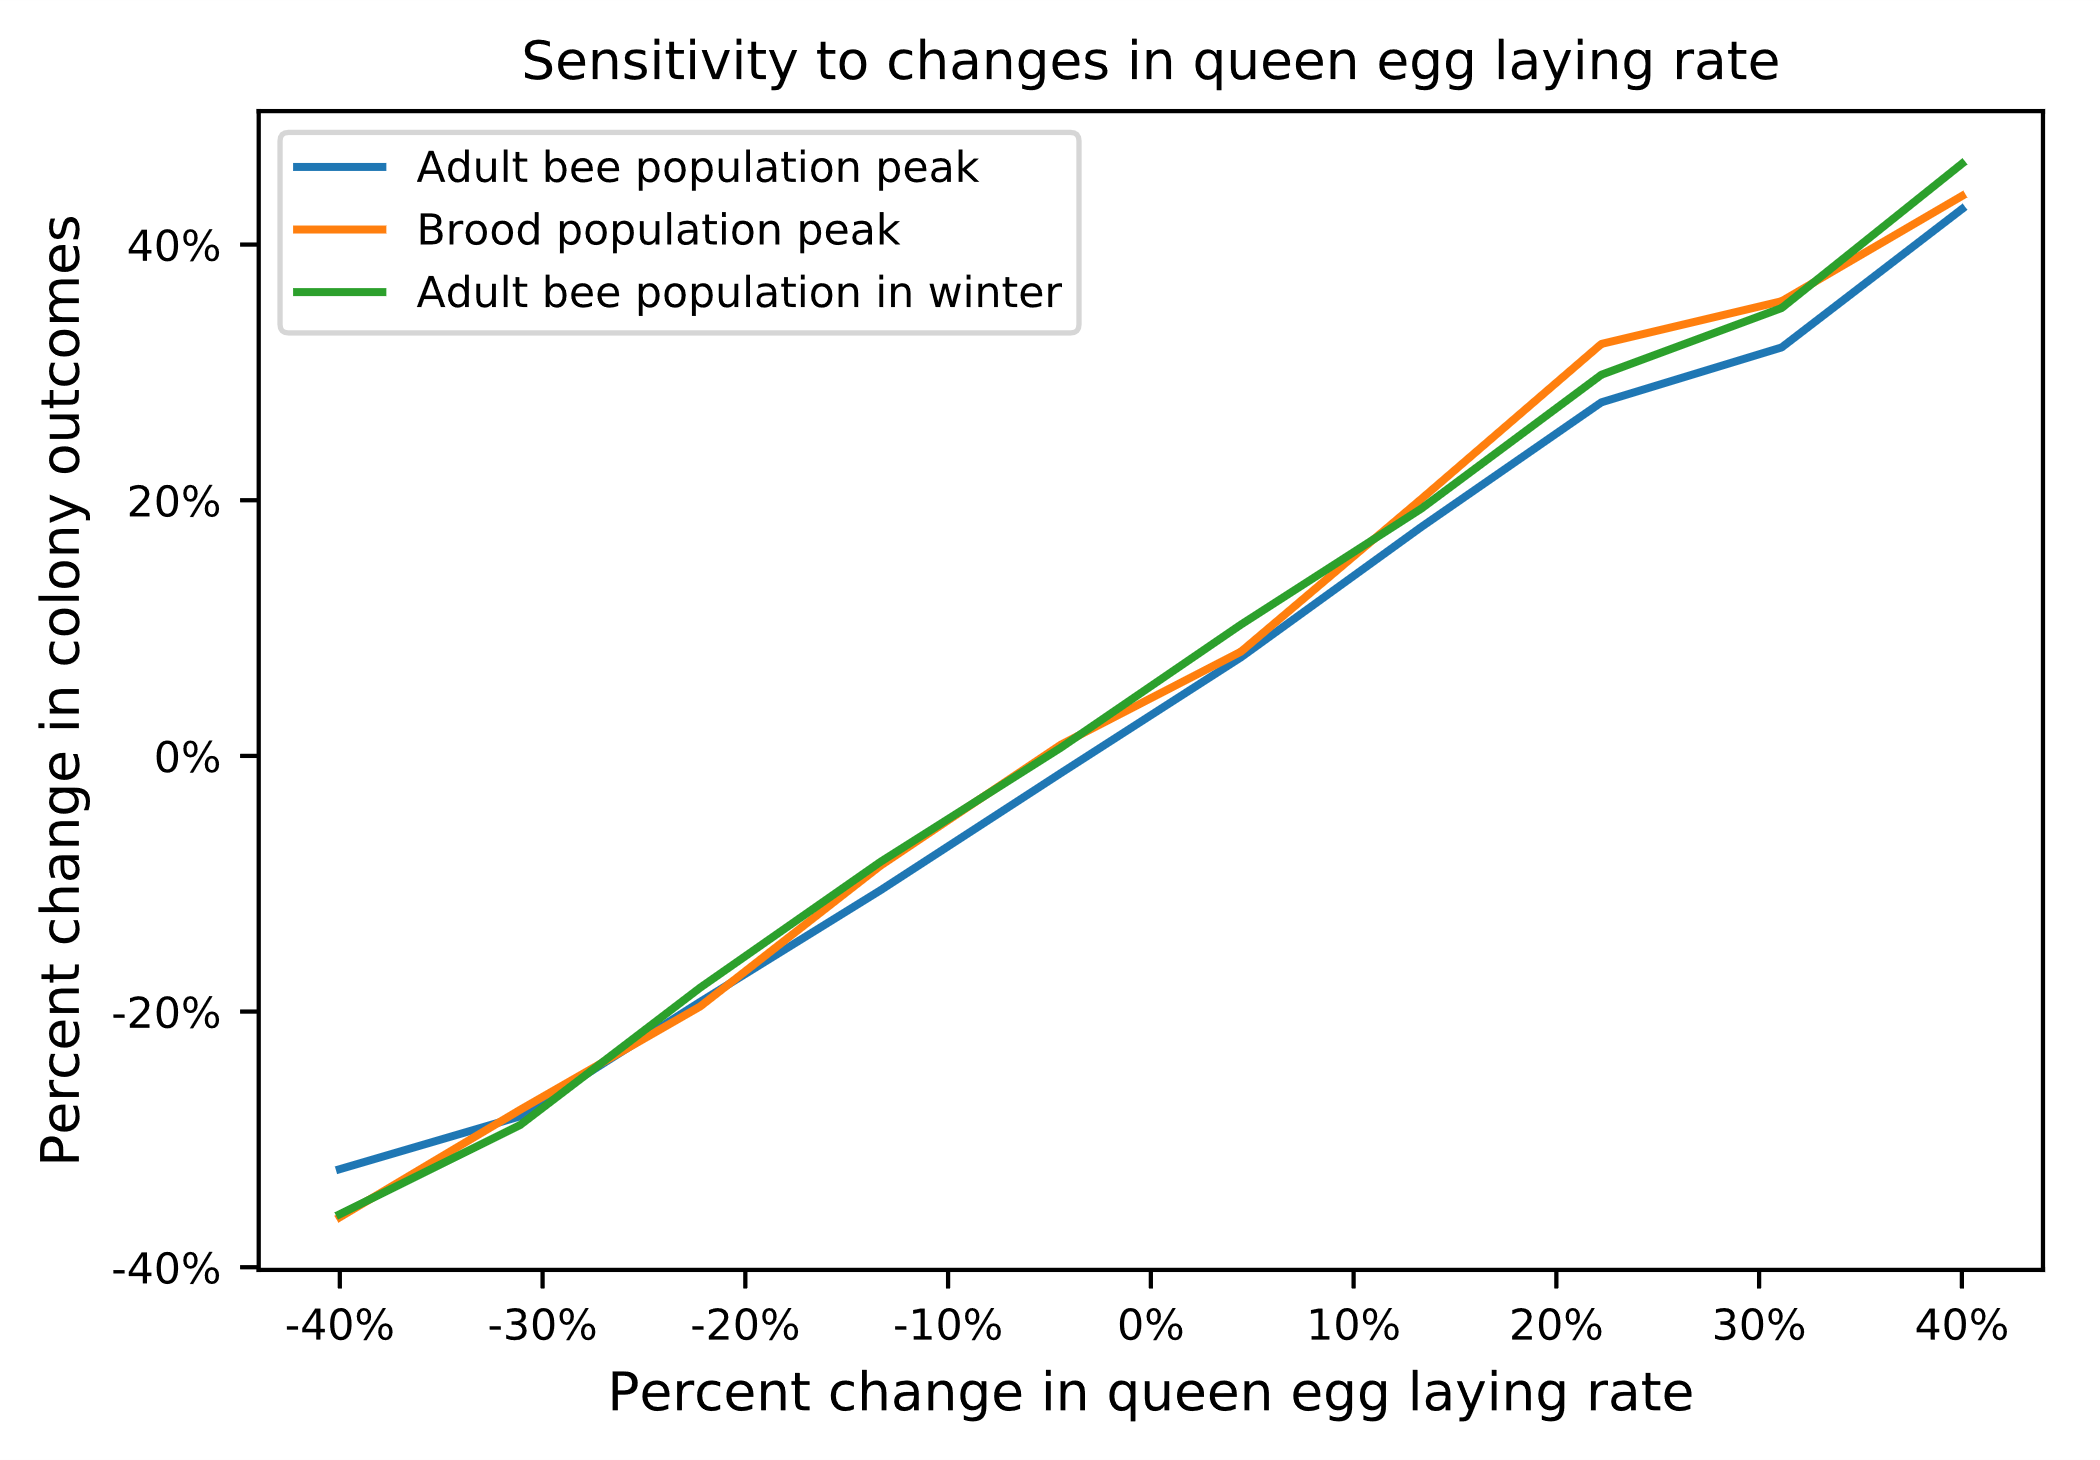 Sensitivity to changes in queen egg laying rate
Adult bee population peak
Brood population peak
Adult bee population in winter
Percent change in colony outcomes
40%
20%
0%
-20%
-40%
-40% -30% -20% -10% 0% 10% 20% 30% 40%
Percent change in queen egg laying rate